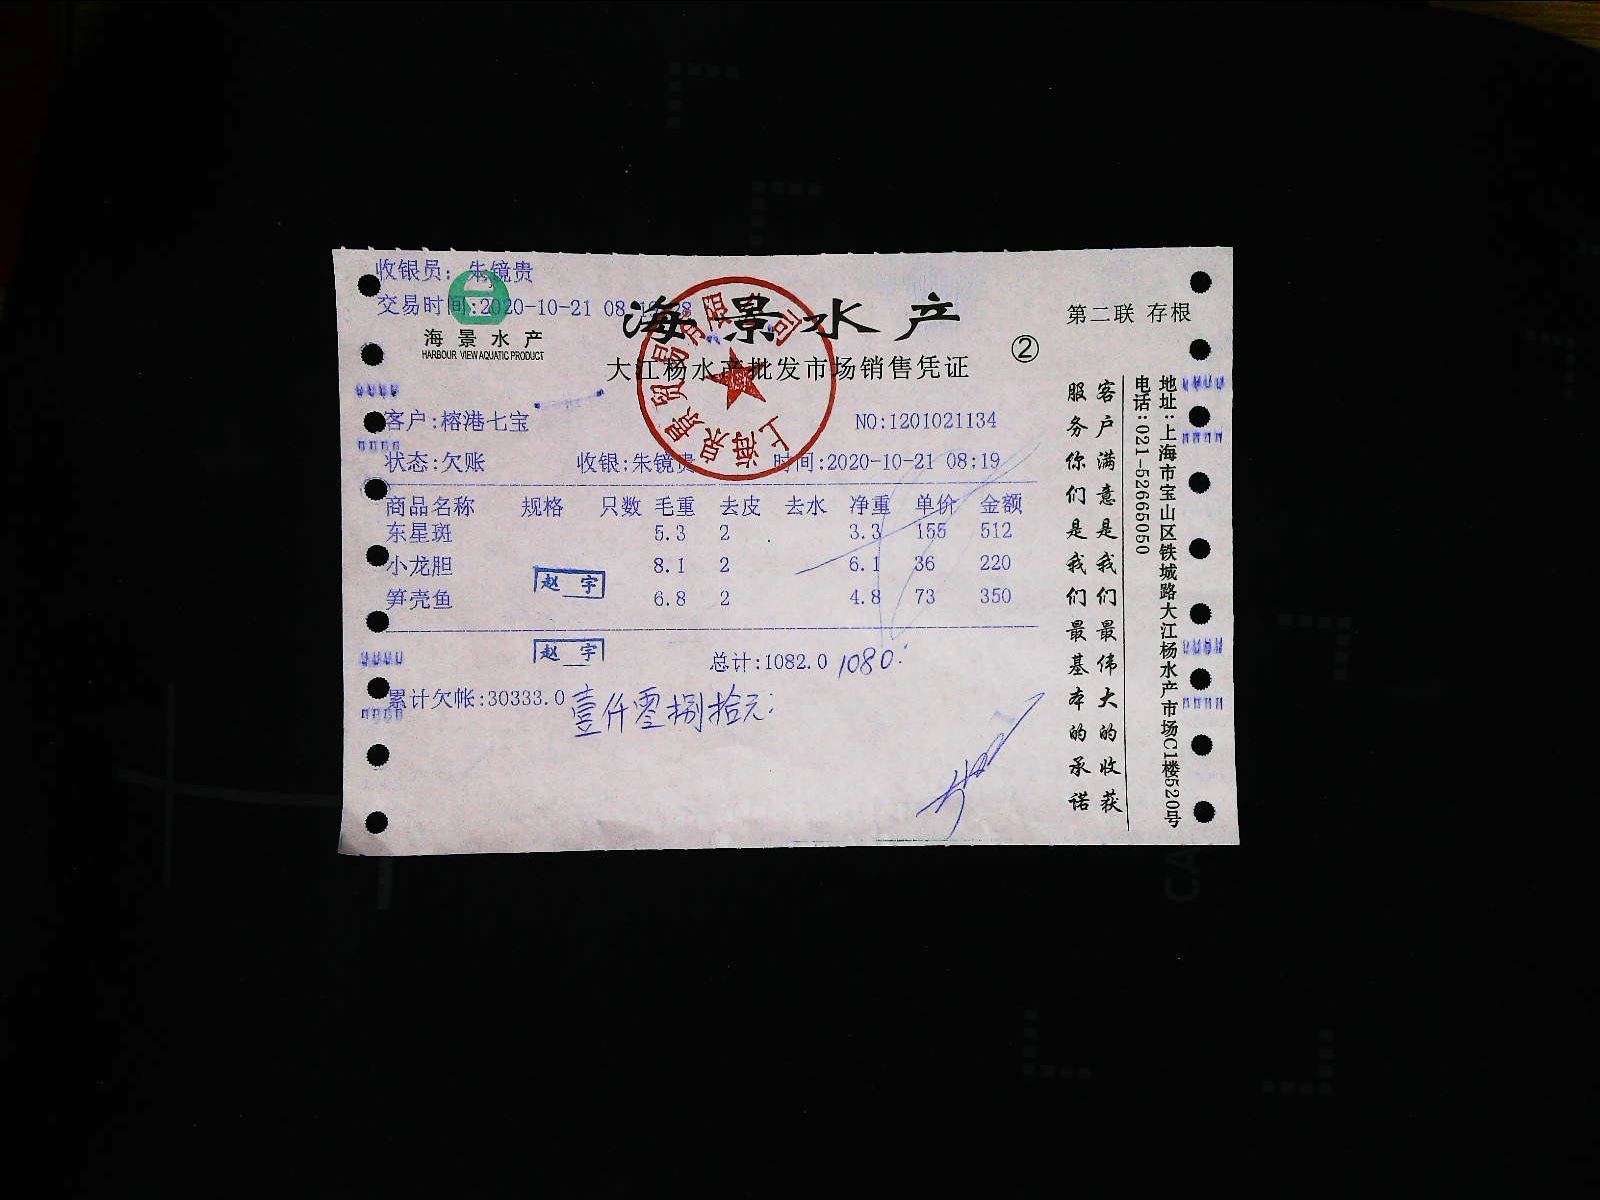 收银员: 朱镜贵
交易时间:2020-10-21 08:19:28
海景水产
HARBOUR VIEW AQUATIC PRODUCT
海景水产
大江杨水产批发市场销售凭证
②
第二联 存根
客户:榕港七宝
NO:1201021134
状态:欠账 收银:朱镜贵 时间:2020-10-21 08:19
商品名称 规格 只数 毛重 去皮 去水 净重 单价 金额
东星斑 5.3 2 3.3 155 512
小龙胆 8.1 2 6.1 36 220
笋壳鱼 6.8 2 4.8 73 350
赵宇
赵宇
总计:1082.0 1080.
累计欠帐:30333.0 壹仟零捌拾元
客户满意是我们最伟大的收获
服务你们是我们最基本的承诺
地址:上海市宝山区铁城路大江杨水产市场C1楼520号
电话:021-52665050